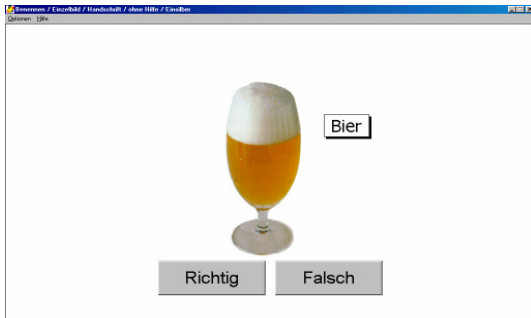 Benennen / Einzelbild / Handschrift / ohne Hilfe / Einsilber
Optionen Hilfe
Bier
Richtig Falsch